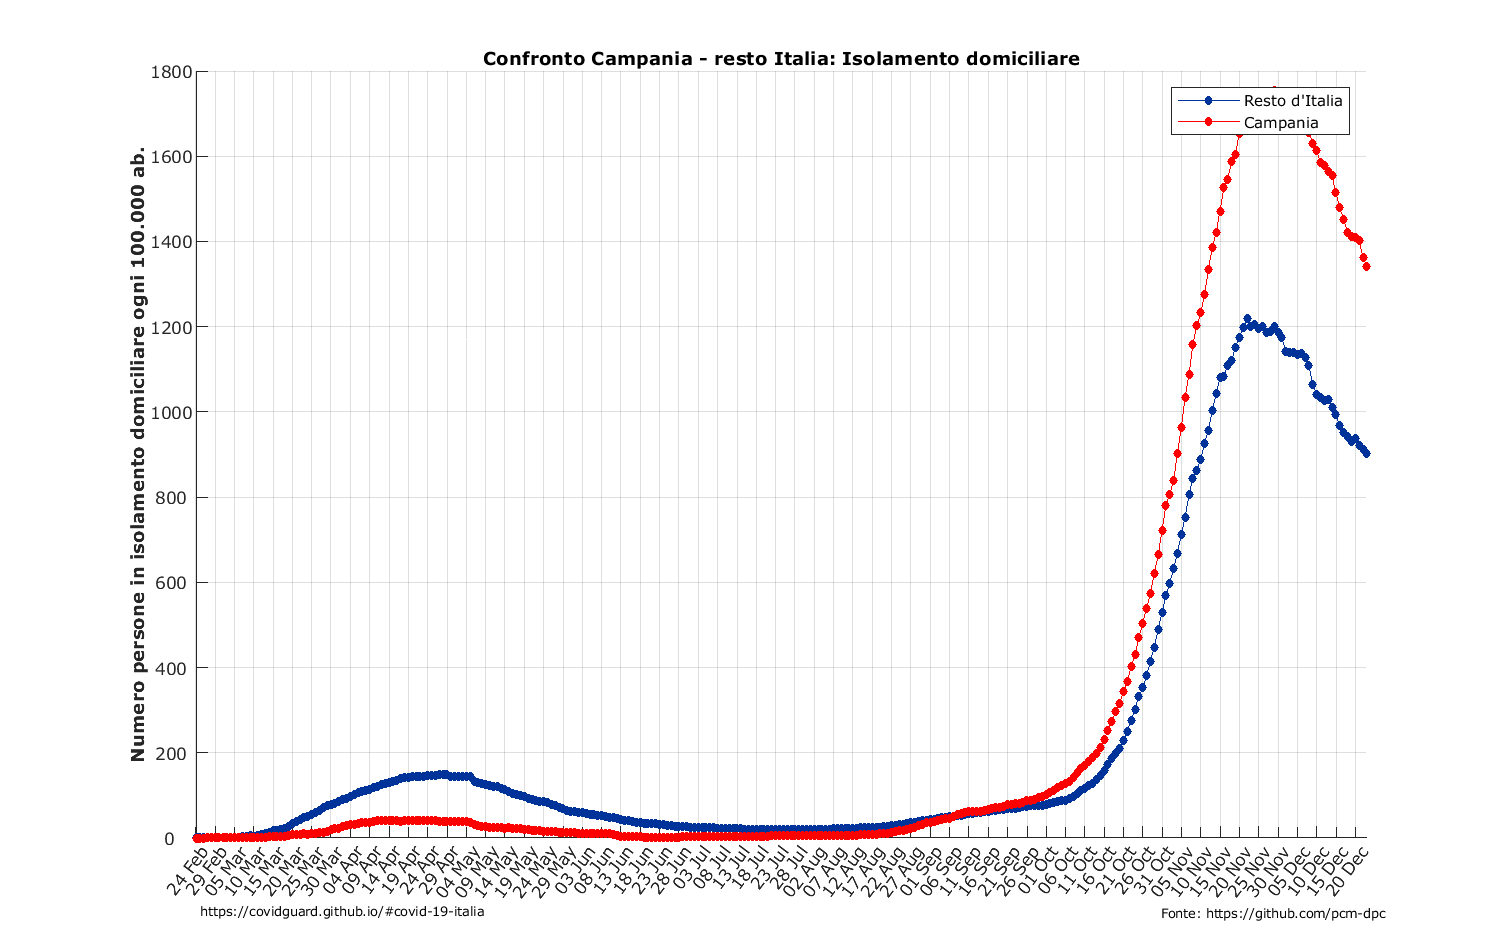 Confronto Campania - resto Italia: Isolamento domiciliare
Numero persone in isolamento domiciliare ogni 100.000 ab.
1800
1600
1400
1200
1000
800
600
400
200
0
Resto d'Italia
Campania
24 Feb
29 Feb
05 Mar
10 Mar
15 Mar
20 Mar
25 Mar
30 Mar
04 Apr
09 Apr
14 Apr
19 Apr
24 Apr
29 Apr
04 May
09 May
14 May
19 May
24 May
29 May
03 Jun
08 Jun
13 Jun
18 Jun
23 Jun
28 Jun
03 Jul
08 Jul
13 Jul
18 Jul
23 Jul
28 Jul
02 Aug
07 Aug
12 Aug
17 Aug
22 Aug
27 Aug
01 Sep
06 Sep
11 Sep
16 Sep
21 Sep
26 Sep
01 Oct
06 Oct
11 Oct
16 Oct
21 Oct
26 Oct
31 Oct
05 Nov
10 Nov
15 Nov
20 Nov
25 Nov
30 Nov
05 Dec
10 Dec
15 Dec
20 Dec
https://covidguard.github.io/#covid-19-italia
Fonte: https://github.com/pcm-dpc